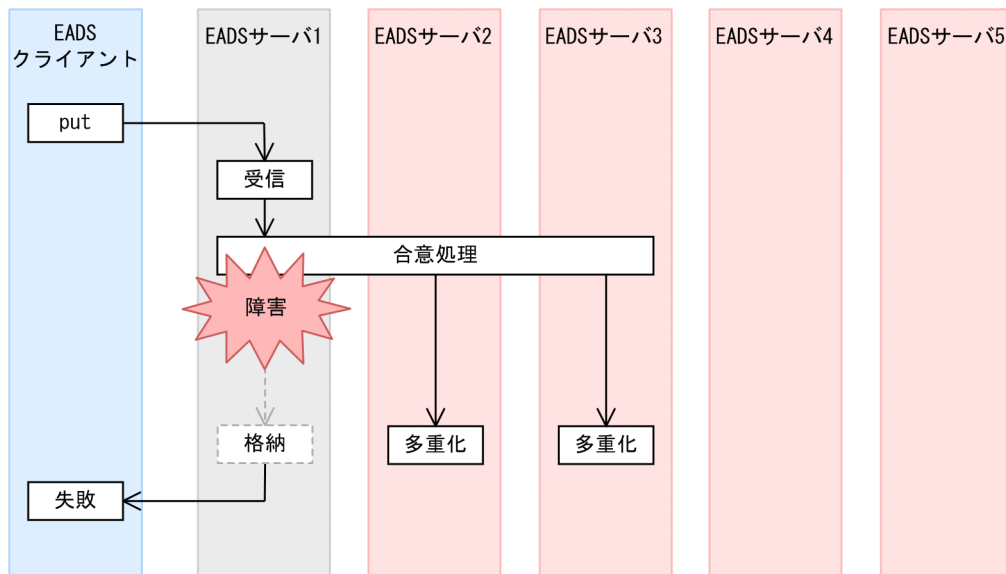 EADS
クライアント
EADSサーバ1
EADSサーバ2
EADSサーバ3
EADSサーバ4
EADSサーバ5
put
受信
合意処理
障害
格納
多重化
多重化
失敗